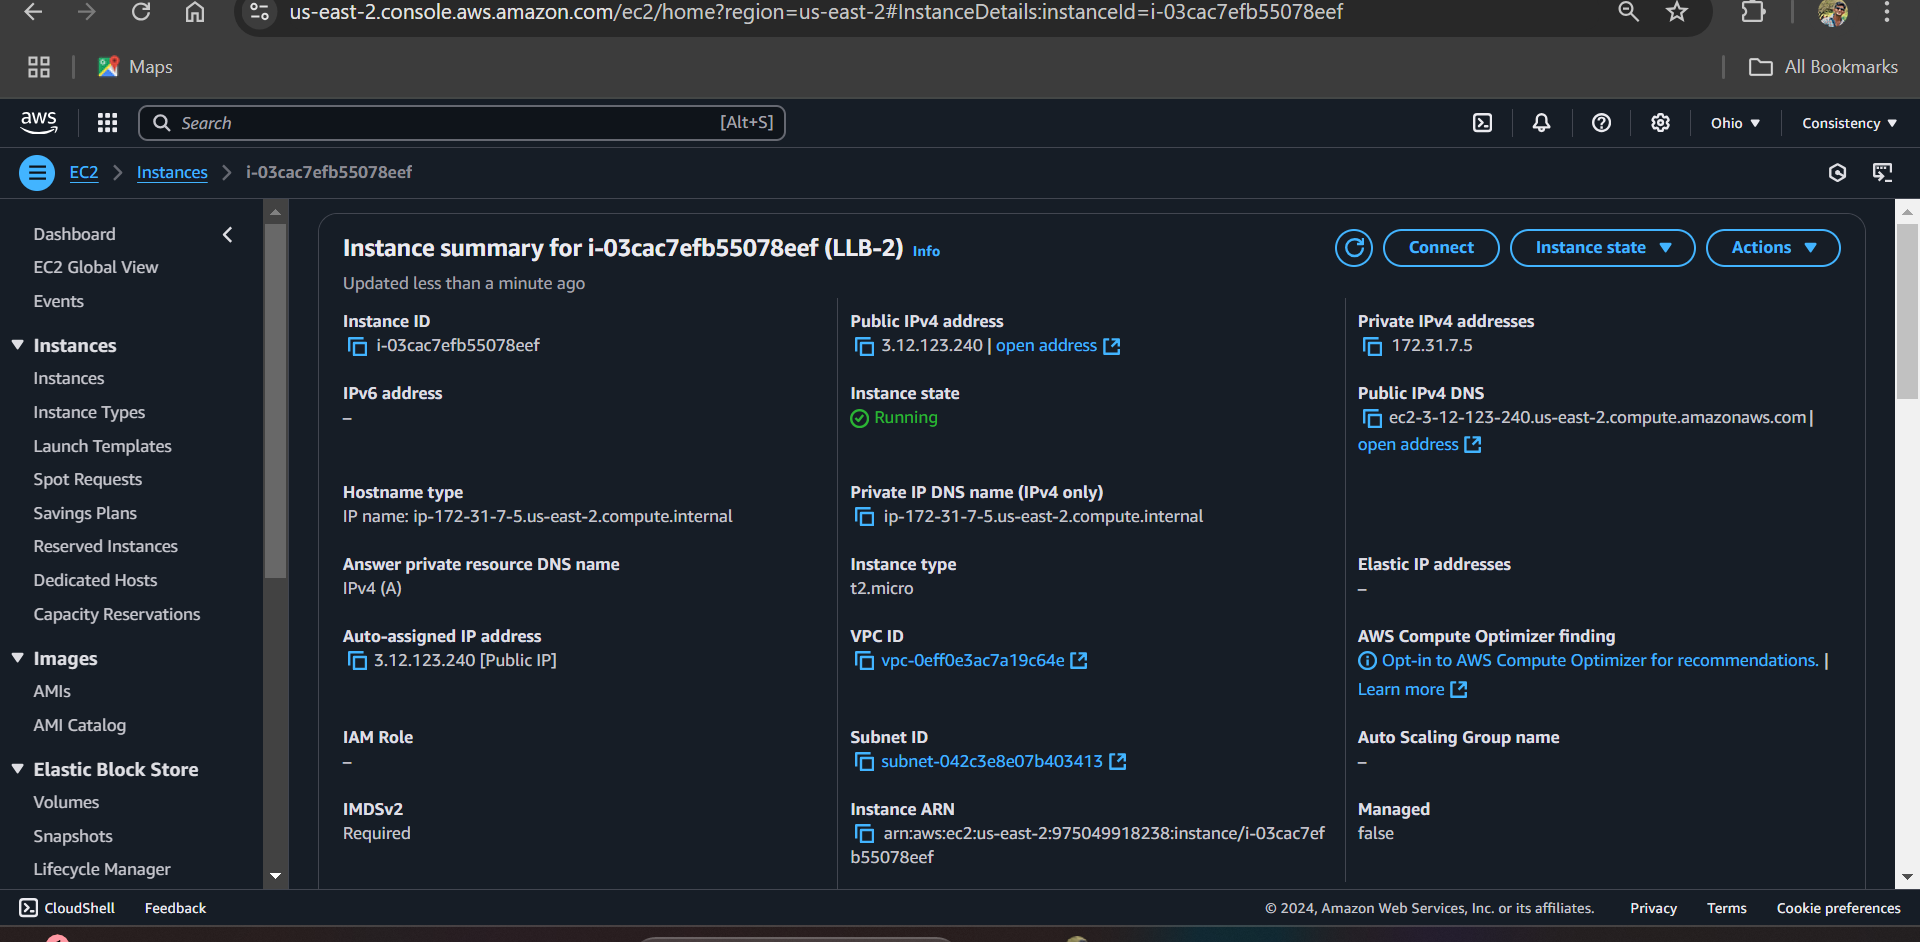 us-east-2.console.aws.amazon.com/ec2/home?region=us-east-2#InstanceDetails:instanceId=i-03cac7efb55078eef
Maps
All Bookmarks
aws
Search
[Alt+S]
Ohio
Consistency
EC2
Instances
i-03cac7efb55078eef
Dashboard
EC2 Global View
Events
Instances
Instances
Instance Types
Launch Templates
Spot Requests
Savings Plans
Reserved Instances
Dedicated Hosts
Capacity Reservations
Images
AMIs
AMI Catalog
Elastic Block Store
Volumes
Snapshots
Lifecycle Manager
Instance summary for i-03cac7efb55078eef (LLB-2) Info
Updated less than a minute ago
Connect
Instance state
Actions
Instance ID
i-03cac7efb55078eef
Public IPv4 address
3.12.123.240 | open address
Private IPv4 addresses
172.31.7.5
IPv6 address
–
Instance state
Running
Public IPv4 DNS
ec2-3-12-123-240.us-east-2.compute.amazonaws.com |
open address
Hostname type
IP name: ip-172-31-7-5.us-east-2.compute.internal
Private IP DNS name (IPv4 only)
ip-172-31-7-5.us-east-2.compute.internal
Answer private resource DNS name
IPv4 (A)
Instance type
t2.micro
Elastic IP addresses
–
Auto-assigned IP address
3.12.123.240 [Public IP]
VPC ID
vpc-0eff0e3ac7a19c64e
AWS Compute Optimizer finding
Opt-in to AWS Compute Optimizer for recommendations. |
Learn more
IAM Role
–
Subnet ID
subnet-042c3e8e07b403413
Auto Scaling Group name
–
IMDSv2
Required
Instance ARN
arn:aws:ec2:us-east-2:975049918238:instance/i-03cac7ef
b55078eef
Managed
false
CloudShell
Feedback
© 2024, Amazon Web Services, Inc. or its affiliates.
Privacy
Terms
Cookie preferences